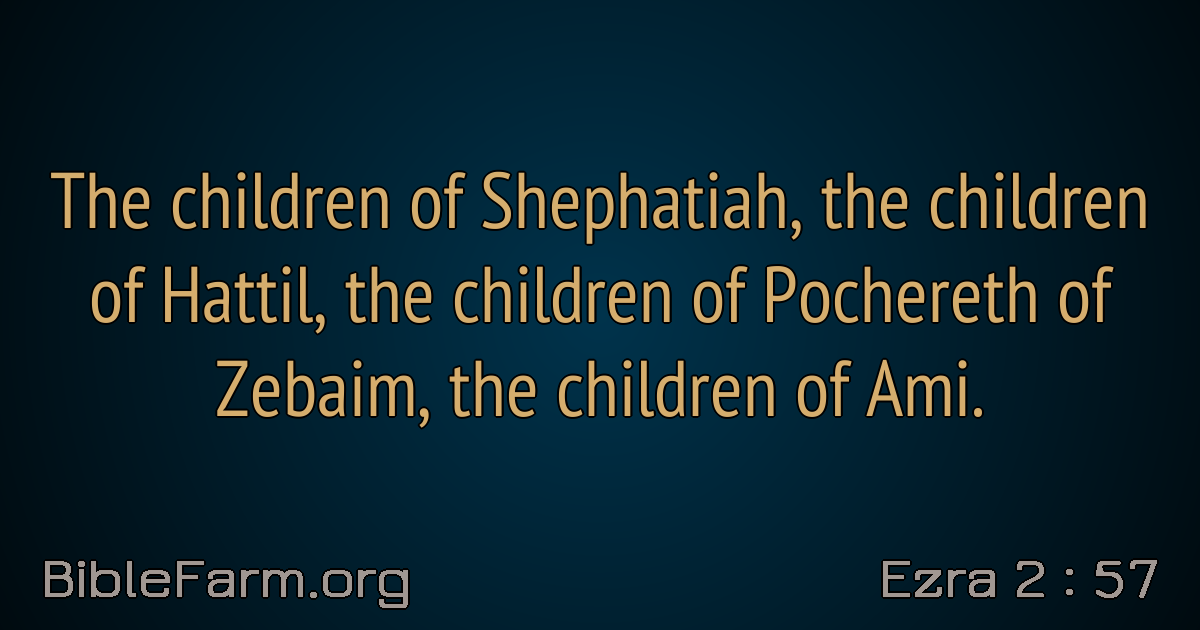 The children of Shephatiah, the children
of Hattil, the children of Pochereth of
Zebaim, the children of Ami.
BibleFarm.org
Ezra 2 : 57